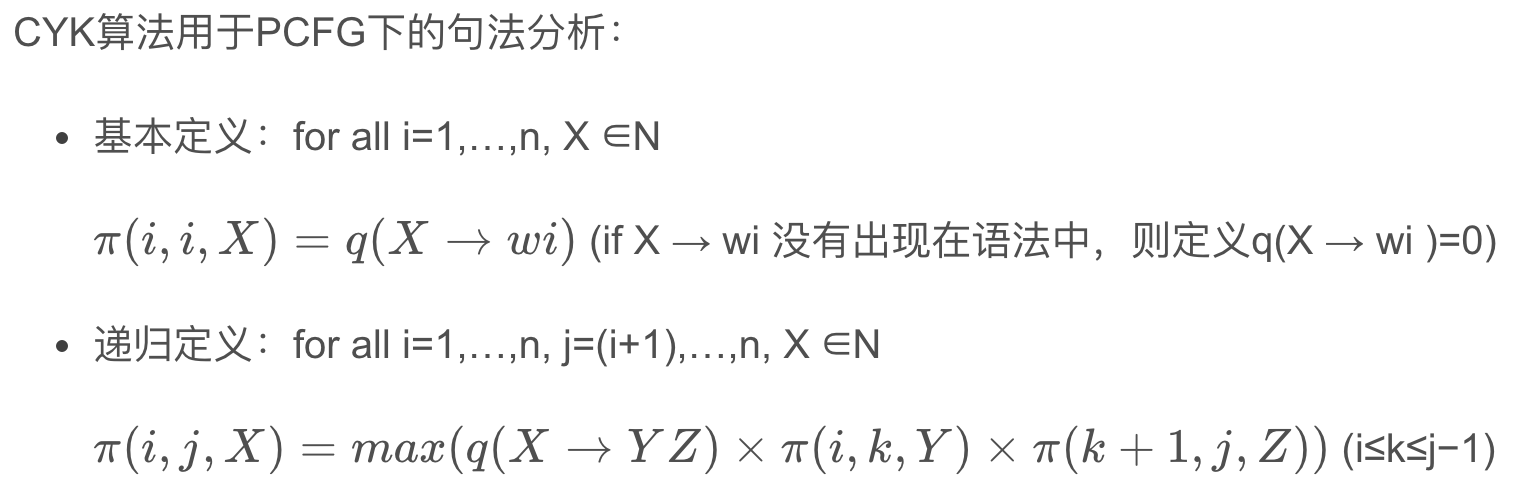 CYK算法用于PCFG下的句法分析：
• 基本定义：for all i=1,…,n, X ∈N
π(i, i, X) = q(X → wi) (if X → wi 没有出现在语法中，则定义q(X → wi )=0)
• 递归定义：for all i=1,…,n, j=(i+1),…,n, X ∈N
π(i, j, X) = max(q(X → Y Z) × π(i, k, Y) × π(k + 1, j, Z)) (i≤k≤j−1)